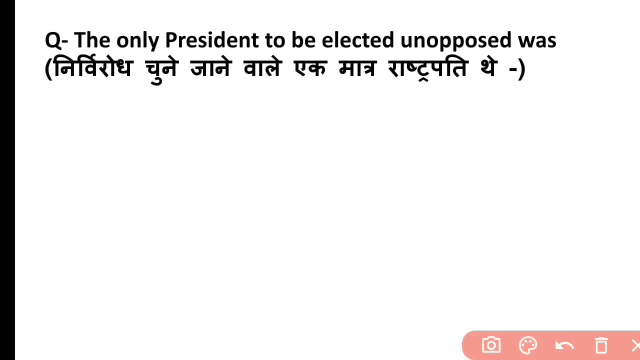 Q- The only President to be elected unopposed was
(निर्विरोध चुने जाने वाले एक मात्र राष्ट्रपति थे -)